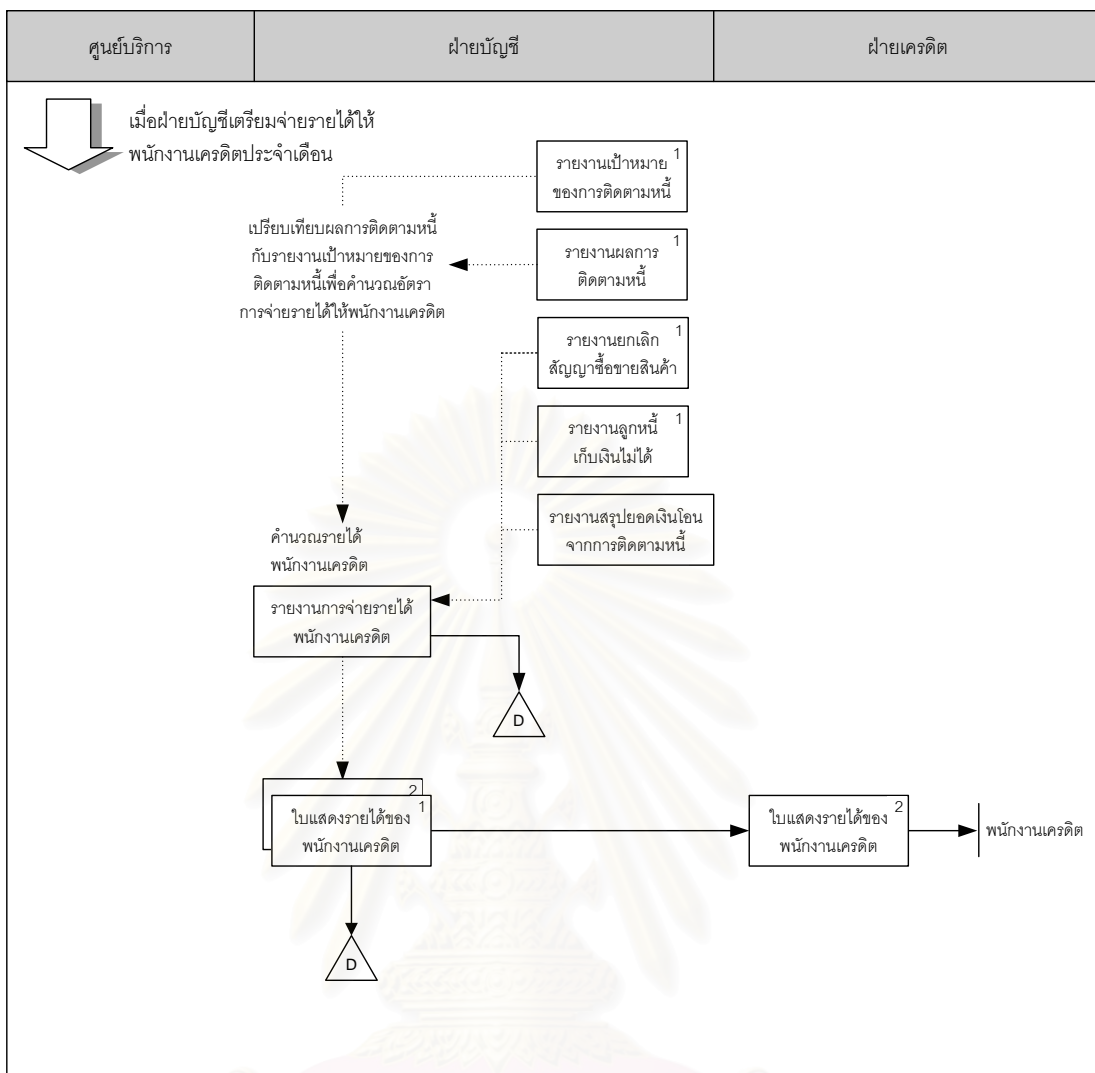 ศูนย์บริการ
ฝ่ายบัญชี
ฝ่ายเครดิต
เมื่อฝ่ายบัญชีเตรียมจ่ายรายได้ให้
พนักงานเครดิตประจำเดือน
รายงานเป้าหมาย 1
ของการติดตามหนี้
เปรียบเทียบผลการติดตามหนี้
กับรายงานเป้าหมายของการ
ติดตามหนี้เพื่อคำนวณอัตรา
การจ่ายรายได้ให้พนักงานเครดิต
รายงานผลการ 1
ติดตามหนี้
รายงานยกเลิก 1
สัญญาซื้อขายสินค้า
รายงานลูกหนี้ 1
เก็บเงินไม่ได้
รายงานสรุปยอดเงินโอน
จากการติดตามหนี้
คำนวณรายได้
พนักงานเครดิต
รายงานการจ่ายรายได้
พนักงานเครดิต
D
2
ใบแสดงรายได้ของ 1
พนักงานเครดิต
ใบแสดงรายได้ของ 2
พนักงานเครดิต
พนักงานเครดิต
D